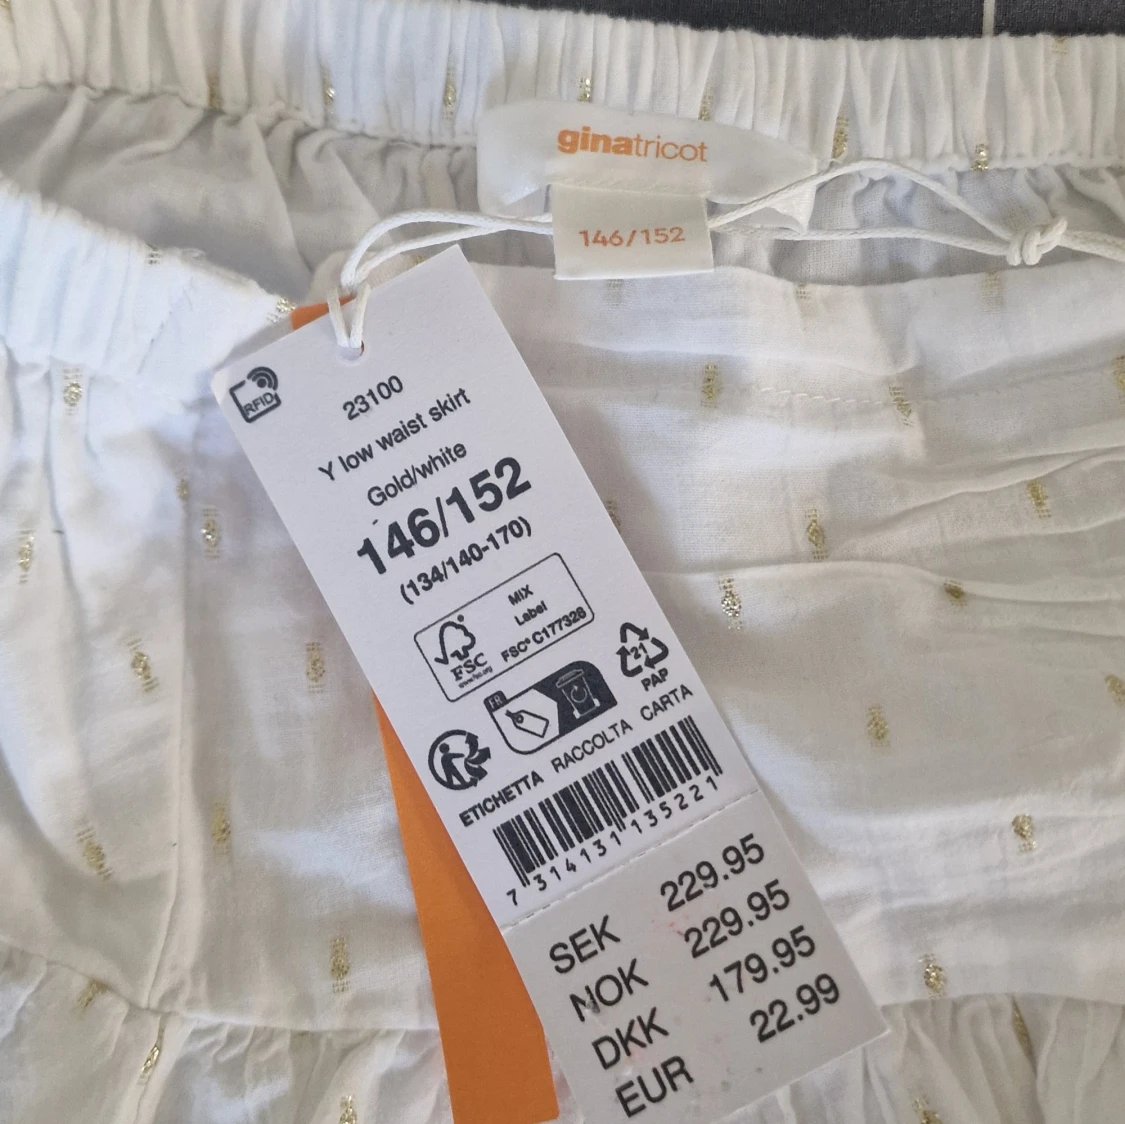 ginatricot
146/152
RFID
23100
Y low waist skirt
Gold/white
146/152
(134/140-170)
MIX
Label
FSC® C177328
FSC
www.fsc.org
FR
21
PAP
ETICHETTA RACCOLTA CARTA
7 314131 135221
SEK 229.95
NOK 229.95
DKK 179.95
EUR 22.99